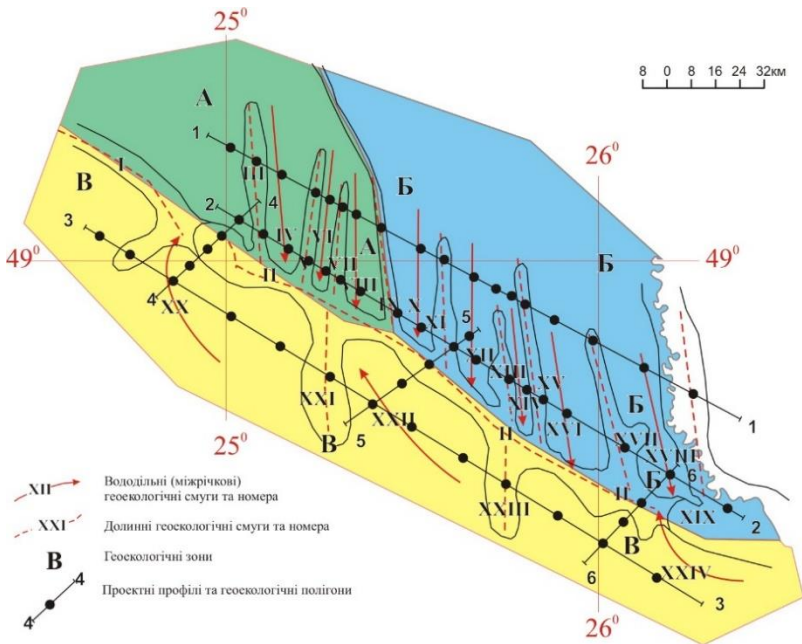 25⁰
8 0 8 16 24 32км
А
1
26⁰
Б
I
III
В
2
4
3
IV
VI
А
Б
49⁰
49⁰
VII
II
III
4
IX
X
XX
XI
5
XII
XIII
XV
XXI
XIV
Б
XXII
XVI
1
25⁰
В
5
II
XVII
XVIII
Б
6
II
XIX
2
XXIII
В
XII
Вододільні (міжрічкові)
геоекологічні смуги та номера
XXI
Долинні геоекологічні смуги та номера
В
Геоекологічні зони
4
Проектні профілі та геоекологічні полігони
4
6
XXIV
3
26⁰